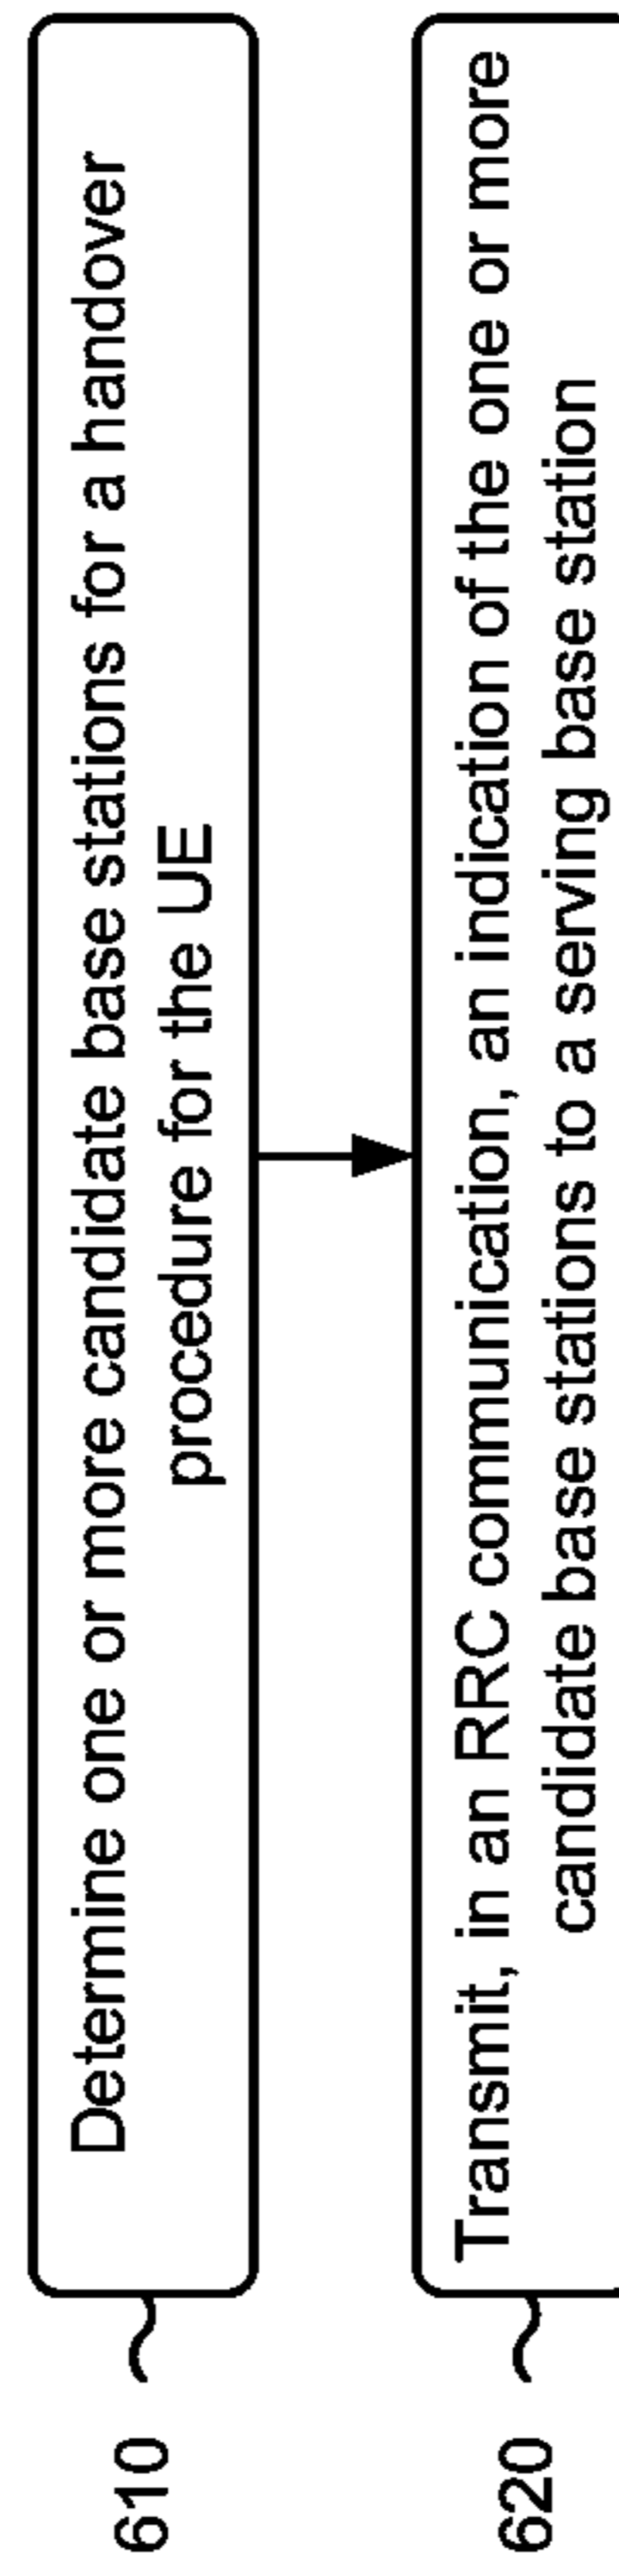 610
Determine one or more candidate base stations for a handover
procedure for the UE
620
Transmit, in an RRC communication, an indication of the one or more
candidate base stations to a serving base station